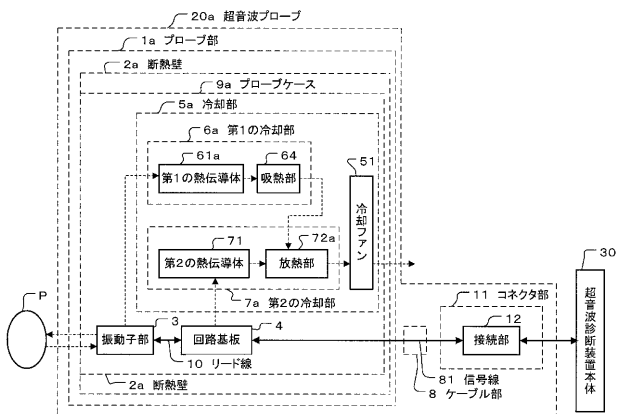 20a 超音波プローブ
1a プローブ部
2a 断熱壁
9a プローブケース
5a 冷却部
6a 第1の冷却部
61a
64
第1の熱伝導体
吸熱部
51
冷却ファン
71
72a
第2の熱伝導体
放熱部
7a 第2の冷却部
30
超音波診断装置本体
P
11 コネクタ部
3
4
12
振動子部
回路基板
接続部
10 リード線
81 信号線
8 ケーブル部
2a 断熱壁